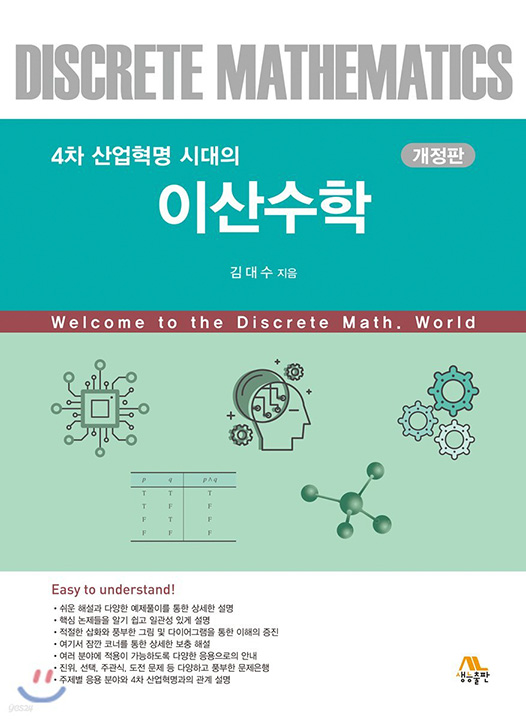 DISCRETE MATHEMATICS
4차 산업혁명 시대의
개정판
이산수학
김대수 지음
Welcome to the Discrete Math. World
p q p∧q
T T T
T F F
F T F
F F F
Easy to understand!
• 쉬운 해설과 다양한 예제풀이를 통한 상세한 설명
• 핵심 논제들을 알기 쉽고 일관성 있게 설명
• 적절한 삽화와 풍부한 그림 및 다이어그램을 통한 이해의 증진
• 여기서 잠깐 코너를 통한 상세한 보충 해설
• 여러 분야에 적용이 가능하도록 다양한 응용으로의 안내
• 진위, 선택, 주관식, 도전 문제 등 다양하고 풍부한 문제은행
• 주제별 응용 분야와 4차 산업혁명과의 관계 설명
생능출판
yes24.com